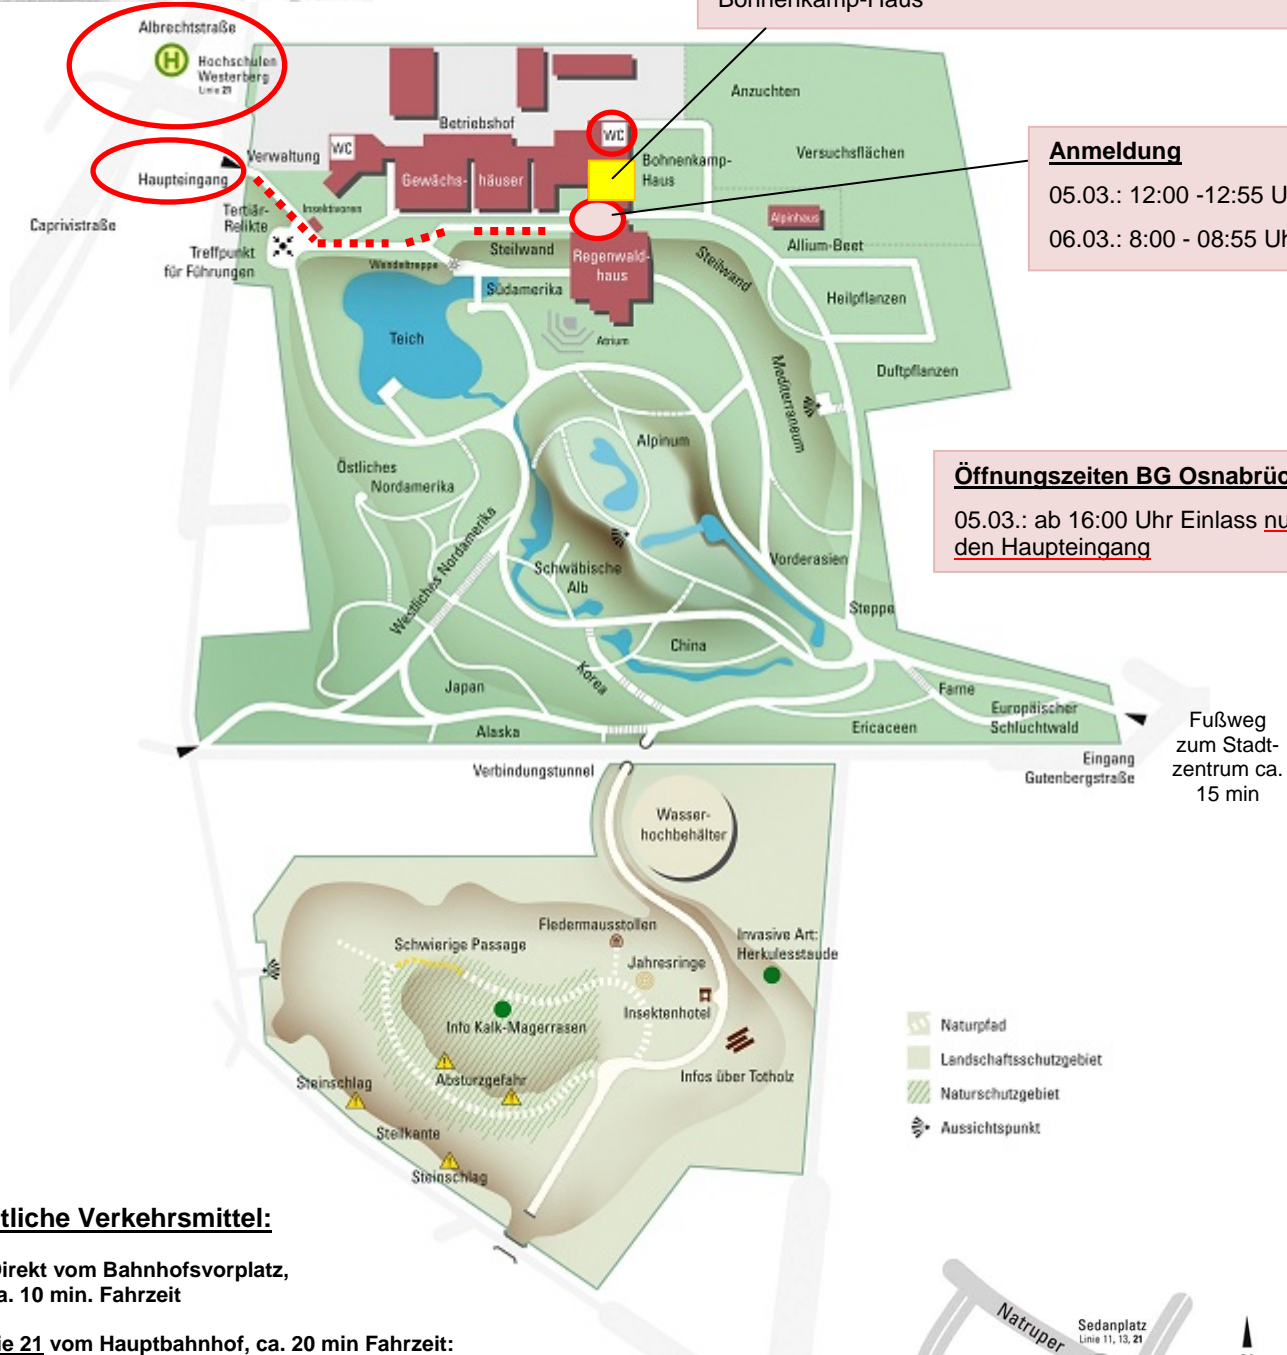 Bohnenkamp-Haus
Albrechtstraße
H
Hochschulen
Westerberg
Linie 21
Anzuchten
Betriebshof
WC
WC
Verwaltung
Bohnenkamp-
Haus
Versuchsflächen
Anmeldung
05.03.: 12:00 -12:55 U
06.03.: 8:00 - 08:55 Uh
Haupteingang
Gewächs-
häuser
Insektivoren
Tertiär-
Relikte
Caprivistraße
Alpinhaus
Allium-Beet
Treffpunkt
für Führungen
Wendeltreppe
Steilwand
Regenwald-
haus
Steilwand
Südamerika
Heilpflanzen
Teich
Atrium
Mediterraneum
Duftpflanzen
Alpinum
Östliches
Nordamerika
Öffnungszeiten BG Osnabrüc
05.03.: ab 16:00 Uhr Einlass nu
den Haupteingang
Westliches Nordamerika
Schwäbische
Alb
Vorderasien
Steppe
China
Korea
Japan
Farne
Europäischer
Schluchtwald
Alaska
Ericaceen
Fußweg
zum Stadt-
zentrum ca.
15 min
Eingang
Gutenbergstraße
Verbindungstunnel
Wasser-
hochbehälter
Fledermausstollen
Invasive Art:
Herkulesstaude
Schwierige Passage
Jahresringe
Insektenhotel
Info Kalk-Magerrasen
Infos über Totholz
Absturzgefahr
Steinschlag
Steilkante
Steinschlag
Naturpfad
Landschaftsschutzgebiet
Naturschutzgebiet
Aussichtspunkt
tliche Verkehrsmittel:
Direkt vom Bahnhofsvorplatz,
a. 10 min. Fahrzeit
ie 21 vom Hauptbahnhof, ca. 20 min Fahrzeit:
Natruper
Sedanplatz
Linie 11, 13, 21